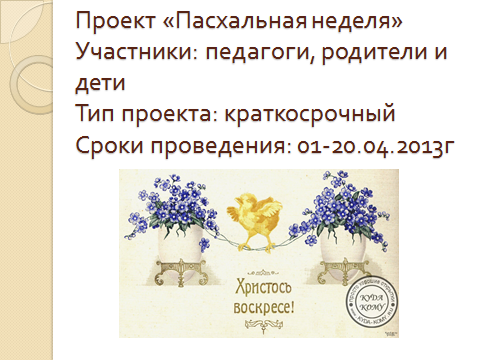 Проект «Пасхальная неделя»
Участники: педагоги, родители и
дети
Тип проекта: краткосрочный
Сроки проведения: 01-20.04.2013г
Христосъ
воскресе!
КУДА
КОМУ